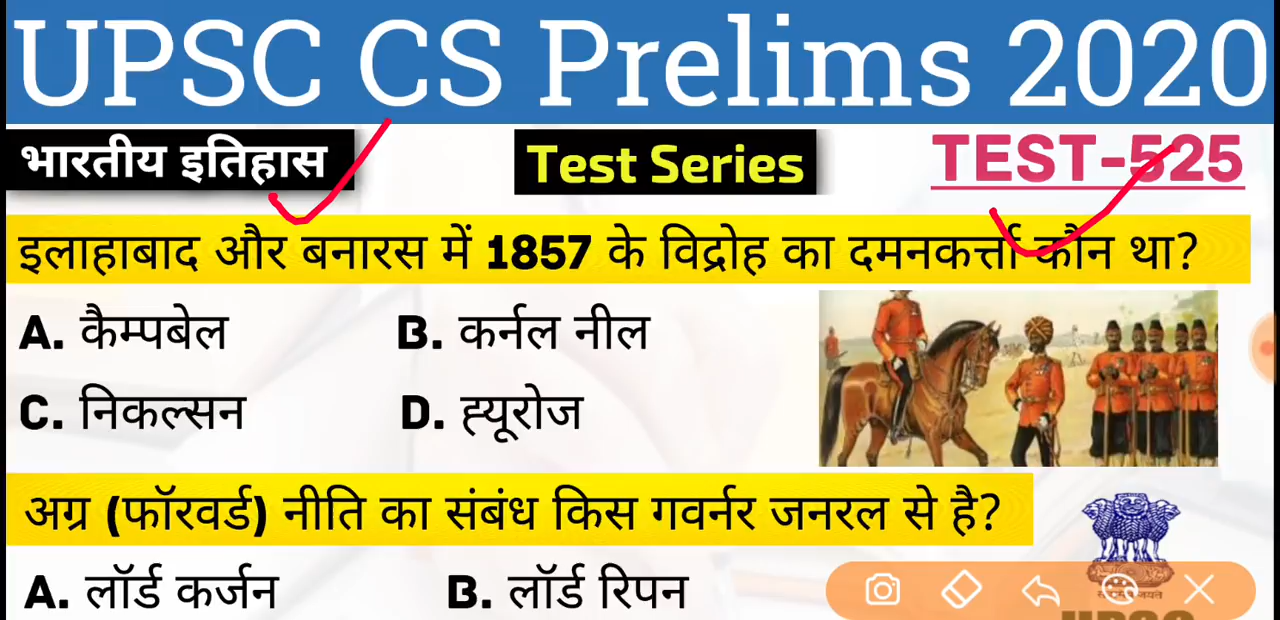 UPSC CS Prelims 2020
भारतीय इतिहास Test Series TEST-525
इलाहाबाद और बनारस में 1857 के विद्रोह का दमनकर्त्ता कौन था?
A. कैम्पबेल B. कर्नल नील
C. निकल्सन D. ह्यूरोज
अग्र (फॉरवर्ड) नीति का संबंध किस गवर्नर जनरल से है?
A. लॉर्ड कर्जन B. लॉर्ड रिपन